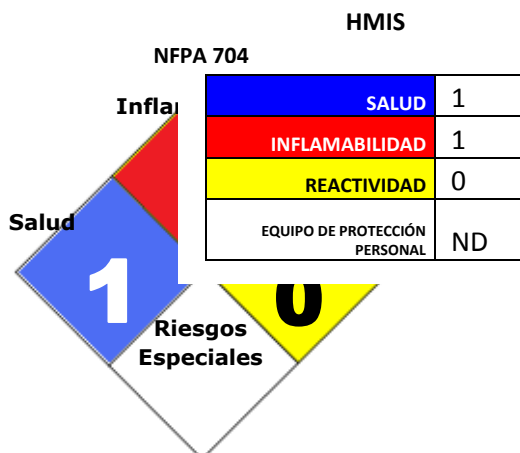 HMIS
NFPA 704
SALUD 1
INFLAMABILIDAD 1
REACTIVIDAD 0
EQUIPO DE PROTECCIÓN
PERSONAL ND
Salud
1
0
Riesgos
Especiales